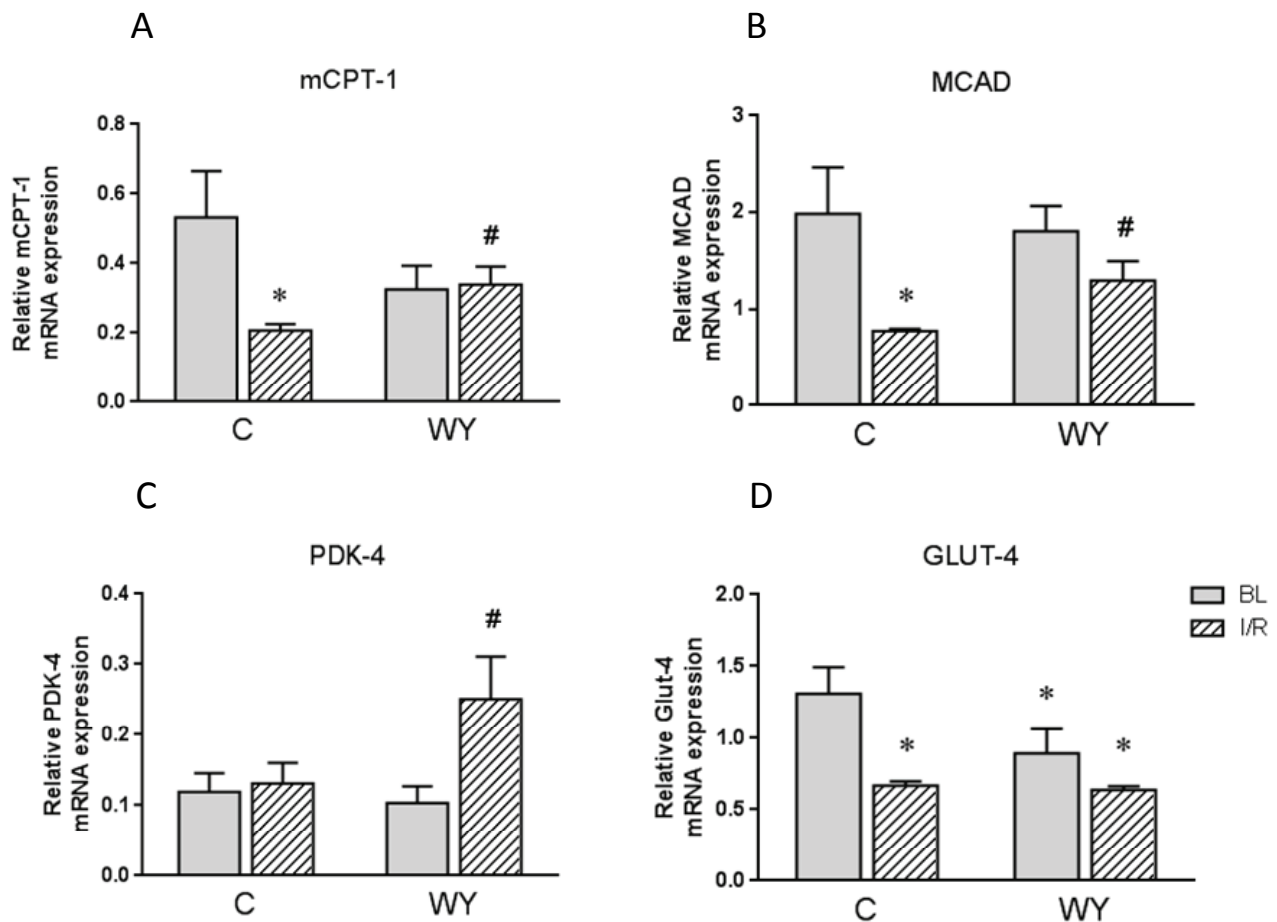 A
mCPT-1
Relative mCPT-1
mRNA expression
0.8
0.6
0.4
0.2
0.0
*
#
C
WY
B
MCAD
Relative MCAD
mRNA expression
3
2
1
0
*
#
C
WY
C
PDK-4
Relative PDK-4
mRNA expression
0.4
0.3
0.2
0.1
0.0
#
C
WY
D
GLUT-4
Relative Glut-4
mRNA expression
2.0
1.5
1.0
0.5
0.0
*
*
*
C
WY
BL
I/R